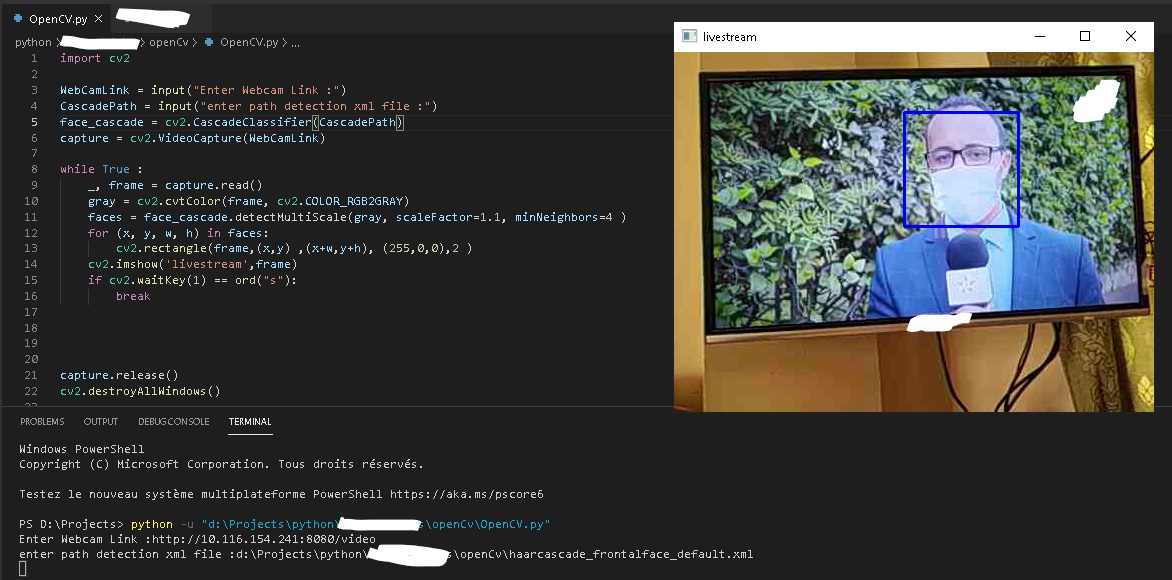 OpenCV.py
python > > openCv > OpenCV.py > ...
1 import cv2
2
3 WebCamLink = input("Enter Webcam Link :")
4 CascadePath = input("enter path detection xml file :")
5 face_cascade = cv2.CascadeClassifier(CascadePath)
6 capture = cv2.VideoCapture(WebCamLink)
7
8 while True :
9 _, frame = capture.read()
10 gray = cv2.cvtColor(frame, cv2.COLOR_RGB2GRAY)
11 faces = face_cascade.detectMultiScale(gray, scaleFactor=1.1, minNeighbors=4 )
12 for (x, y, w, h) in faces:
13 cv2.rectangle(frame,(x,y) ,(x+w,y+h), (255,0,0),2 )
14 cv2.imshow('livestream',frame)
15 if cv2.waitKey(1) == ord("s"):
16 break
17
18
19
20
21 capture.release()
22 cv2.destroyAllWindows()
livestream
PROBLEMS OUTPUT DEBUG CONSOLE TERMINAL
Windows PowerShell
Copyright (C) Microsoft Corporation. Tous droits réservés.
Testez le nouveau système multiplateforme PowerShell https://aka.ms/pscore6
PS D:\Projects> python -u "d:\Projects\python\ s\openCv\OpenCV.py"
Enter Webcam Link :http://10.116.154.241:8080/video
enter path detection xml file :d:\Projects\python\ s\openCv\haarcascade_frontalface_default.xml